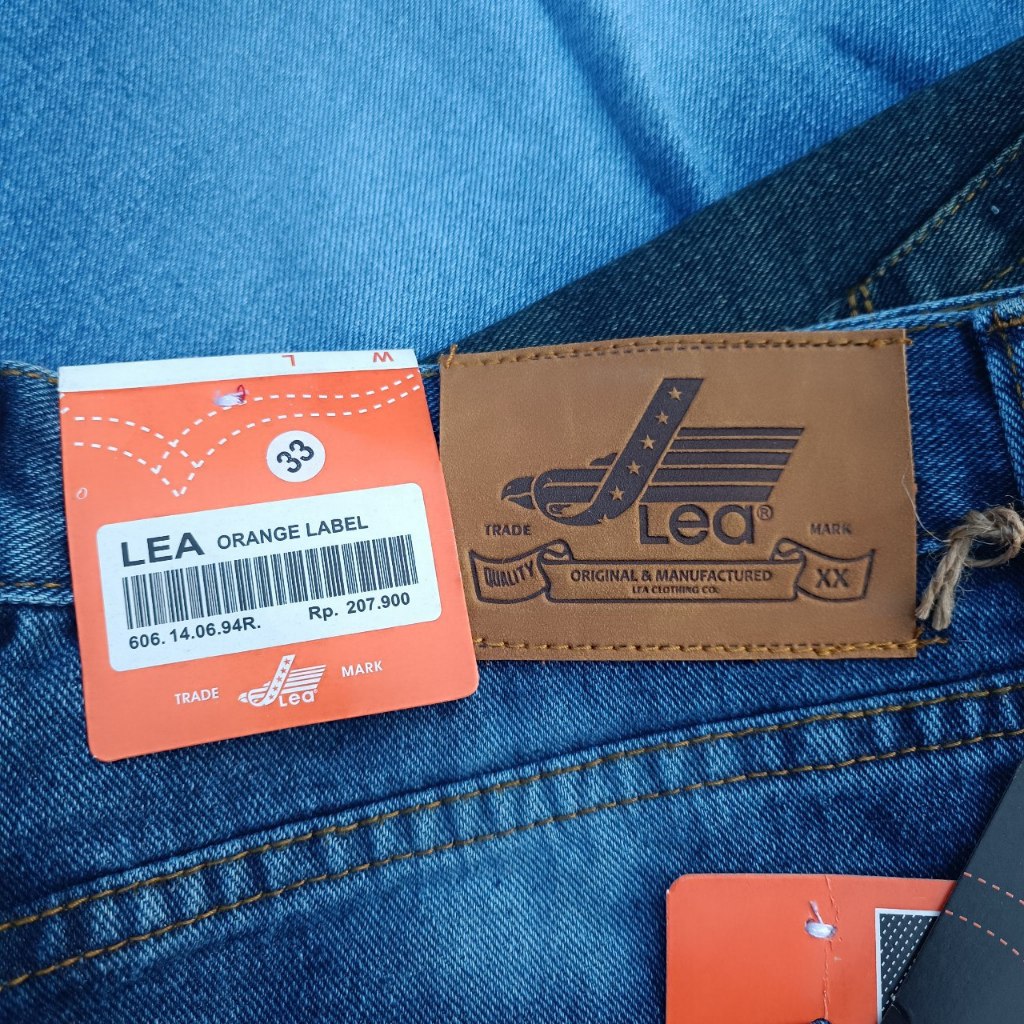 W L
33
LEA ORANGE LABEL
606. 14.06.94R. Rp. 207.900
TRADE MARK
Lea®
Lea®
TRADE MARK
QUALITY ORIGINAL & MANUFACTURED XX
LEA CLOTHING CO.